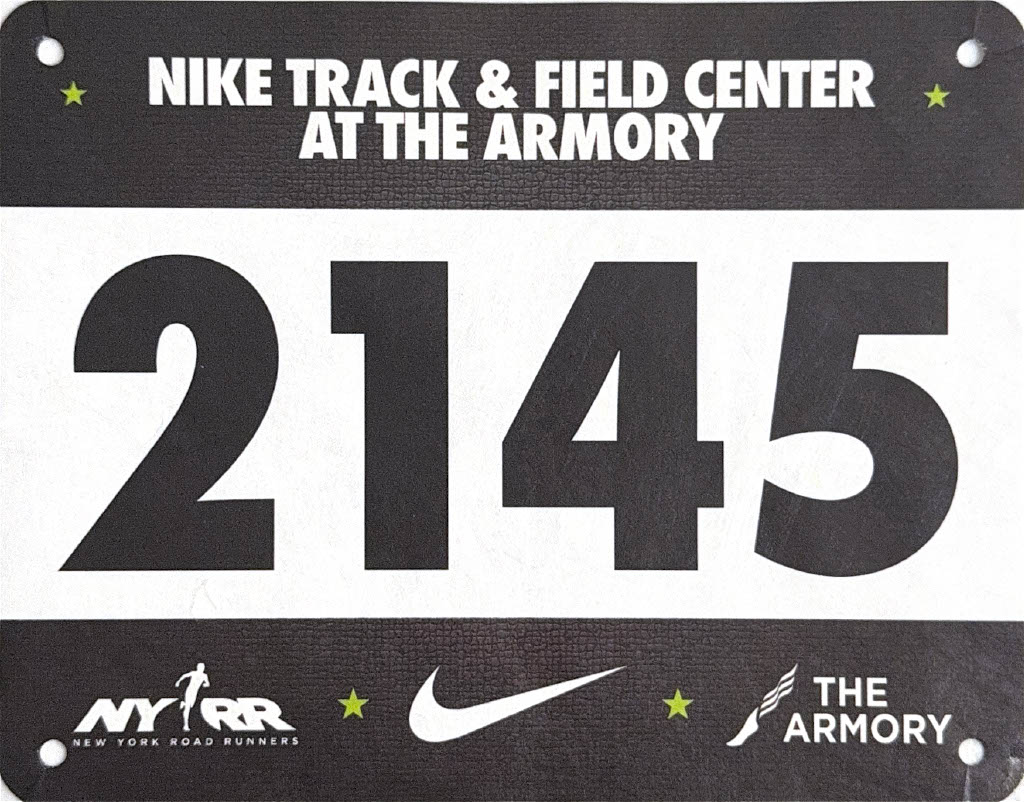 NIKE TRACK & FIELD CENTER
AT THE ARMORY
2145
NYRR
NEW YORK ROAD RUNNERS
THE
ARMORY